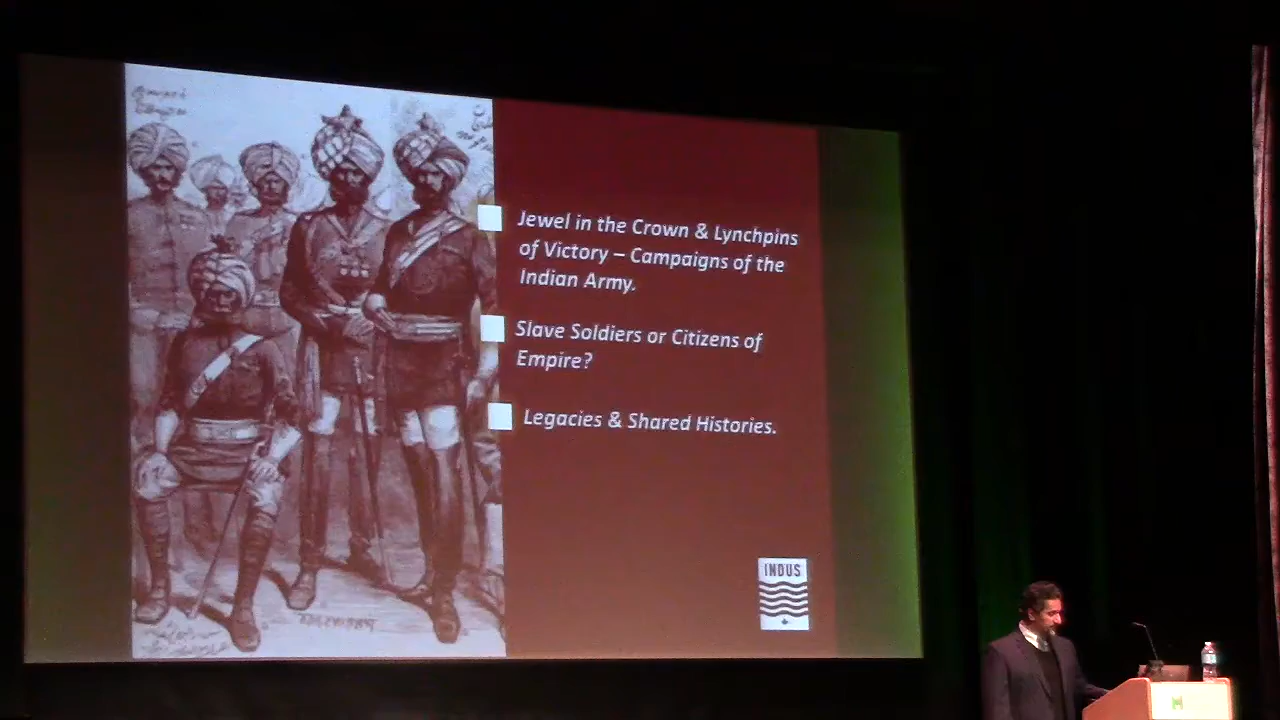 Jewel in the Crown & Lynchpins
of Victory – Campaigns of the
Indian Army.
Slave Soldiers or Citizens of
Empire?
Legacies & Shared Histories.
INDUS